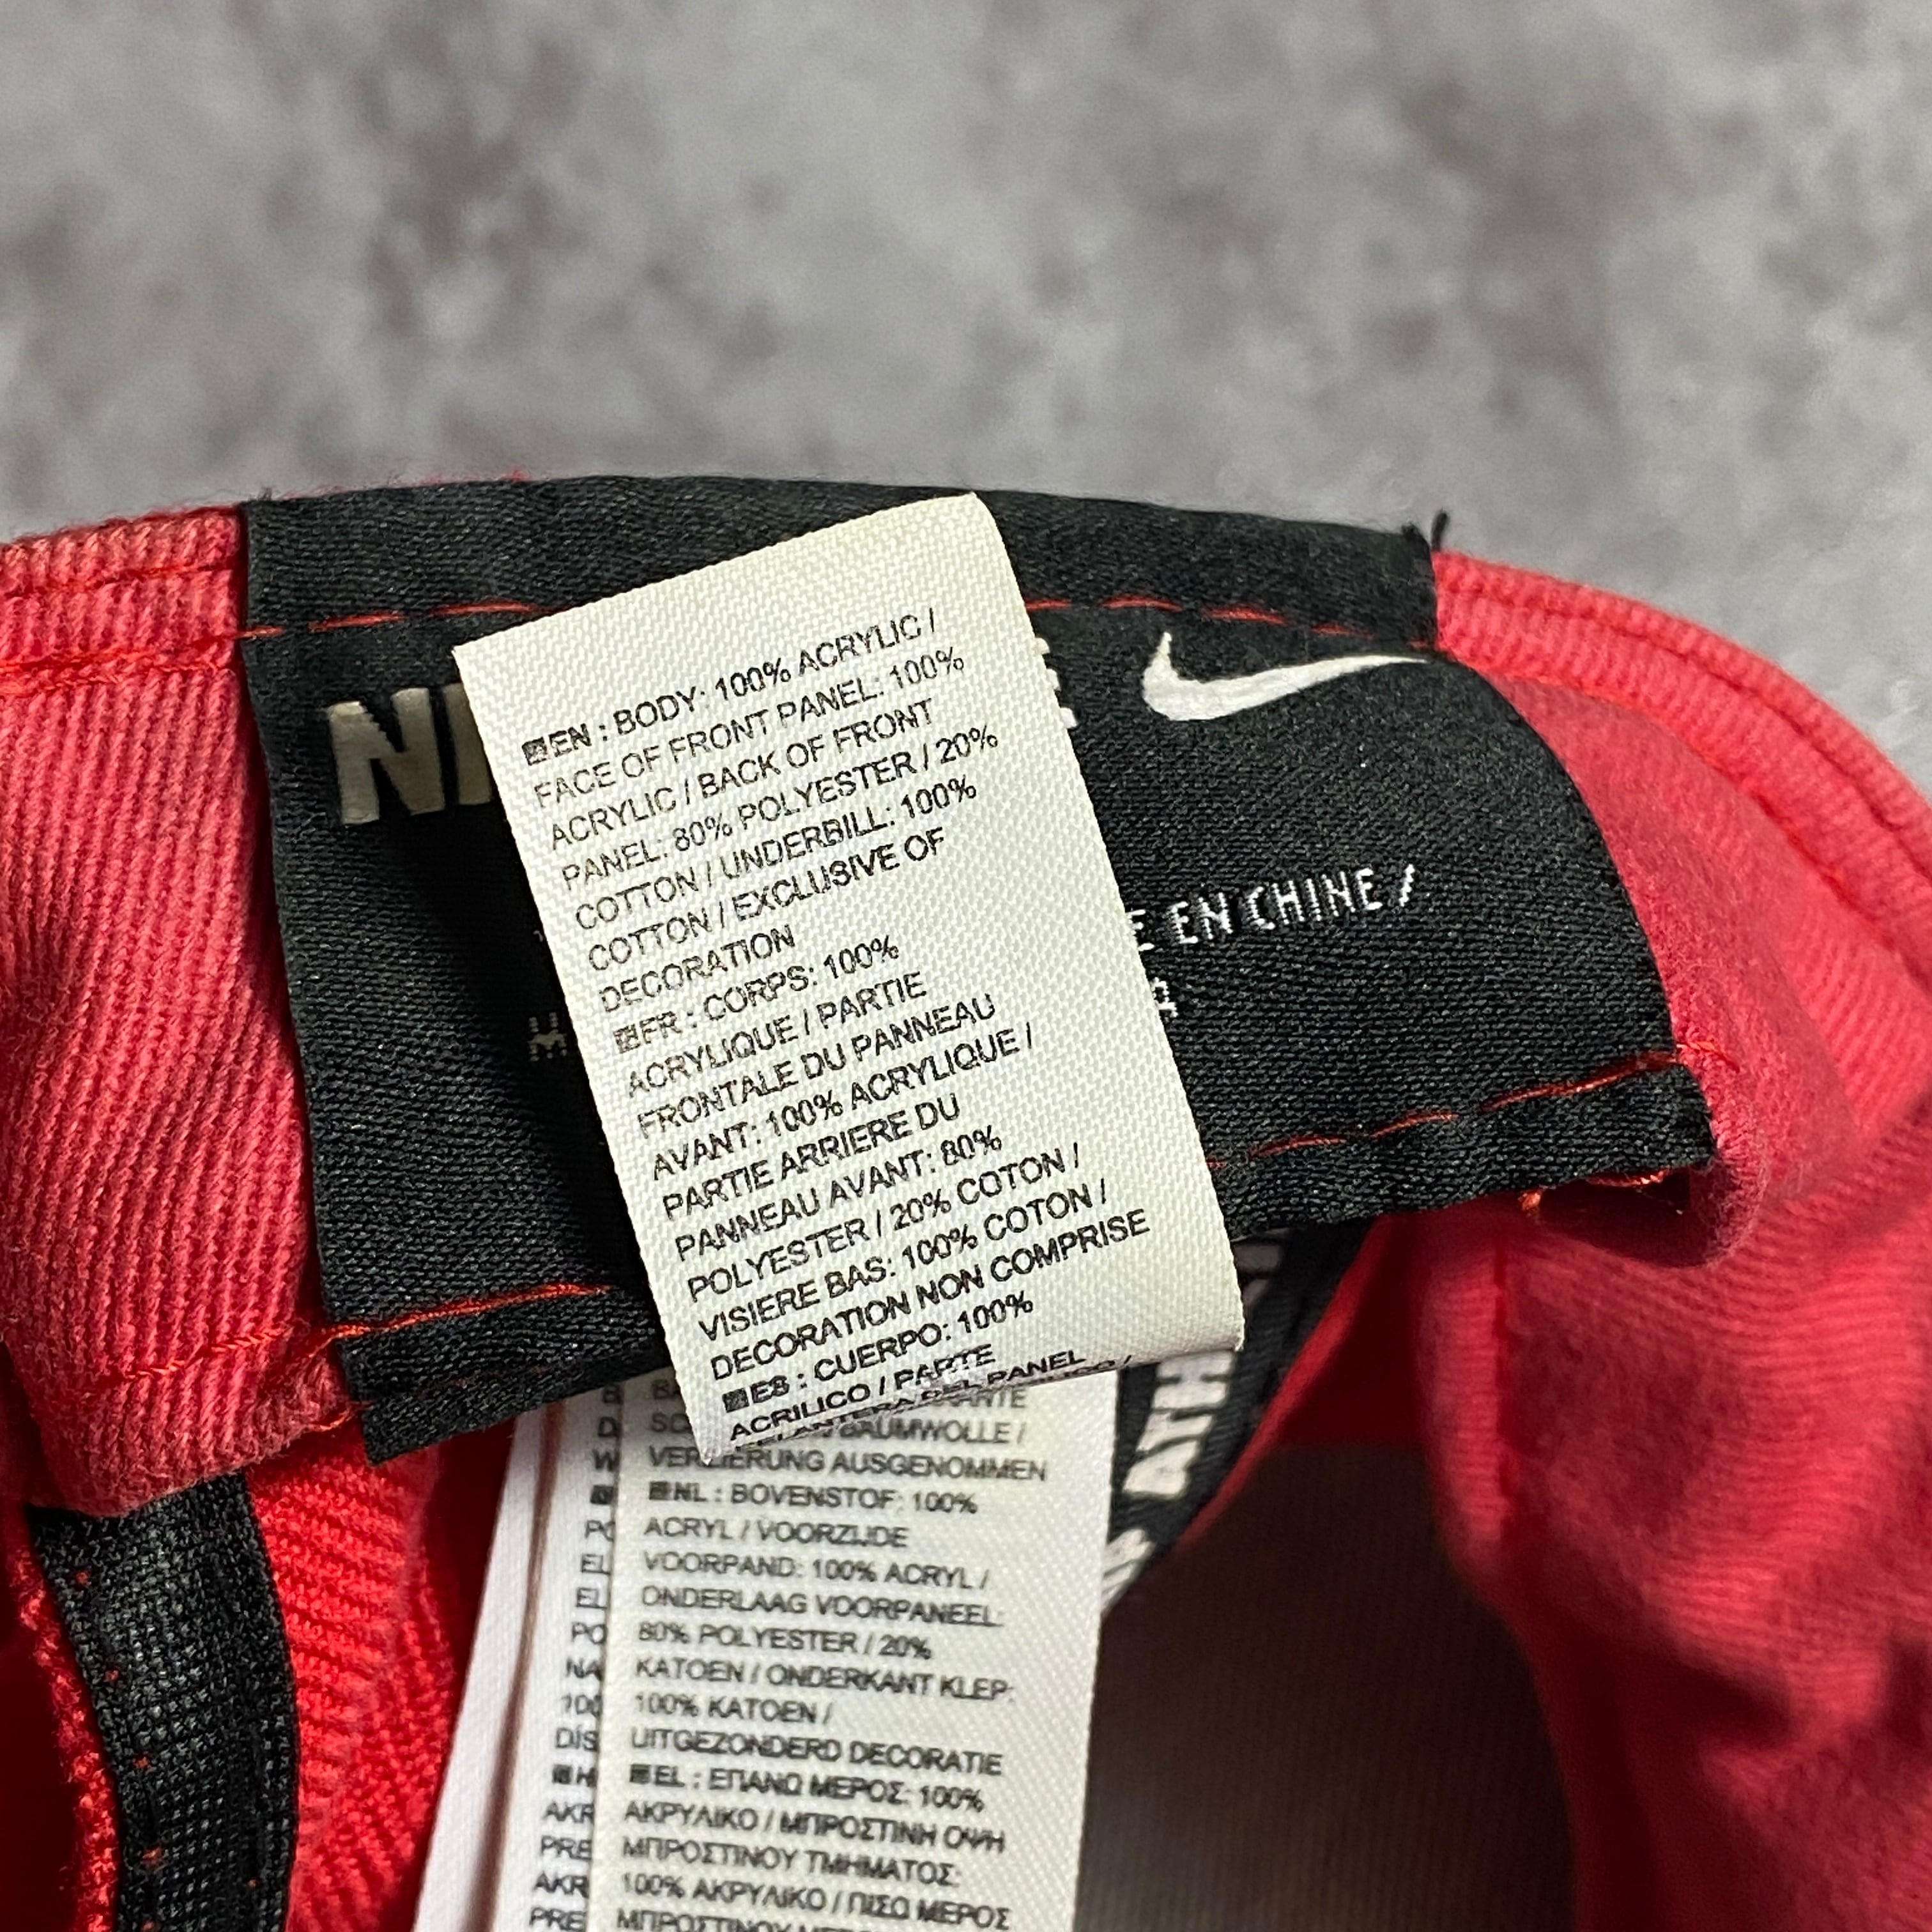 EN : BODY: 100% ACRYLIC /
FACE OF FRONT PANEL: 100%
ACRYLIC / BACK OF FRONT
PANEL: 80% POLYESTER / 20%
COTTON / UNDERBILL: 100%
COTTON / EXCLUSIVE OF
DECORATION
FR : CORPS: 100%
ACRYLIQUE / PARTIE
FRONTALE DU PANNEAU
AVANT: 100% ACRYLIQUE /
PARTIE ARRIERE DU
PANNEAU AVANT: 80%
POLYESTER / 20% COTON /
VISIERE BAS: 100% COTON /
DECORATION NON COMPRISE
ES : CUERPO: 100%
ACRILICO / PARTE
DEL PANEL
EN CHINE /
BAUMWOLLE /
VERZIERUNG AUSGENOMMEN
NL : BOVENSTOF: 100%
ACRYL / VOORZIJDE
VOORPAND: 100% ACRYL /
ONDERLAAG VOORPANEEL:
80% POLYESTER / 20%
KATOEN / ONDERKANT KLEP:
100% KATOEN /
UITGEZONDERD DECORATIE
EL : ΕΠΑΝΩ ΜΕΡΟΣ: 100%
ΑΚΡΥΛΙΚΟ / ΜΠΡΟΣΤΙΝΗ ΟΨΗ
ΜΠΡΟΣΤΙΝΟΥ ΤΜΗΜΑΤΟΣ:
100% ΑΚΡΥΛΙΚΟ / ΠΙΣΩ ΜΕΡΟΣ
ΜΠΡΟΣΤΙΝΟΥ